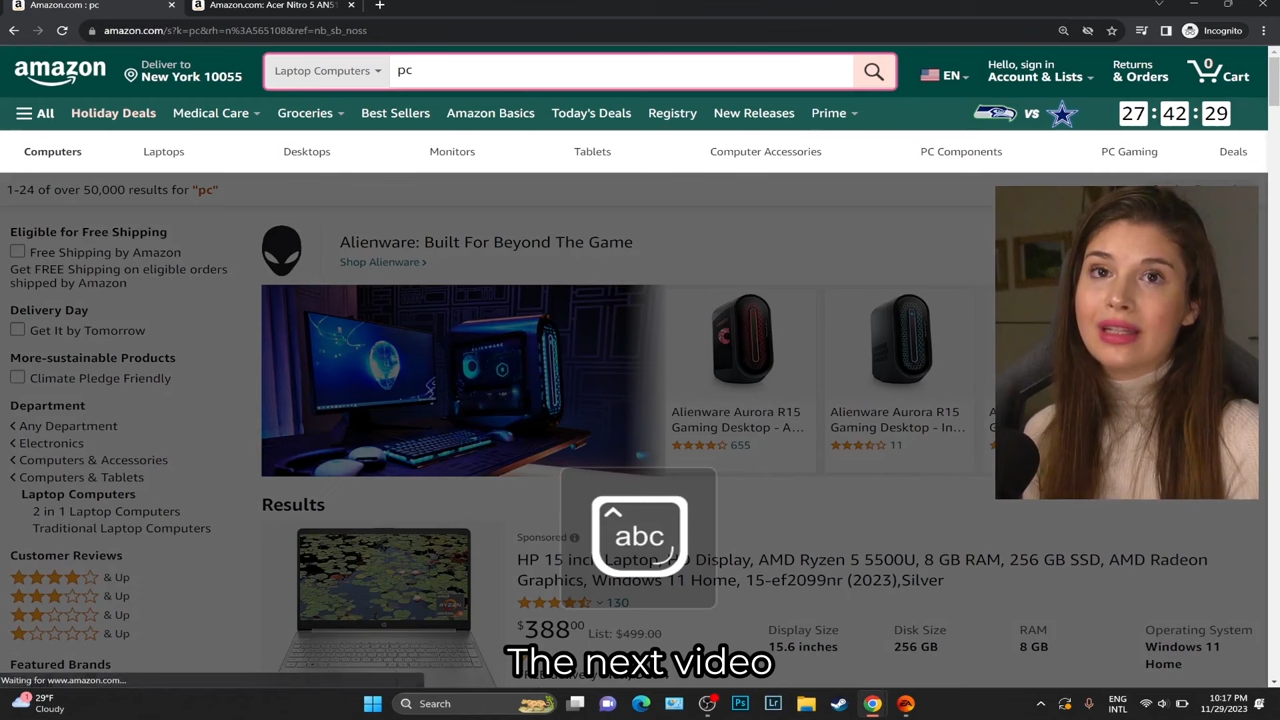 Amazon.com : pc
Amazon.com: Acer Nitro 5 AN51
amazon.com/s?k=pc&rh=n%3A565108&ref=nb_sb_noss
Incognito
amazon
Deliver to
New York 10055
Laptop Computers
pc
EN
Hello, sign in
Account & Lists
Returns
& Orders
0
Cart
All
Holiday Deals
Medical Care
Groceries
Best Sellers
Amazon Basics
Today's Deals
Registry
New Releases
Prime
VS
27:42:29
Computers
Laptops
Desktops
Monitors
Tablets
Computer Accessories
PC Components
PC Gaming
Deals
1-24 of over 50,000 results for "pc"
Eligible for Free Shipping
Free Shipping by Amazon
Get FREE Shipping on eligible orders
shipped by Amazon
Delivery Day
Get It by Tomorrow
More-sustainable Products
Climate Pledge Friendly
Department
Any Department
Electronics
Computers & Accessories
Computers & Tablets
Laptop Computers
2 in 1 Laptop Computers
Traditional Laptop Computers
Customer Reviews
& Up
& Up
& Up
& Up
Featured Brands
Waiting for www.amazon.com...
Alienware: Built For Beyond The Game
Shop Alienware
ALIENWARE
Alienware Aurora R15
Gaming Desktop - A...
655
Alienware Aurora R15
Gaming Desktop - In...
11
Results
abc
Sponsored
HP 15 inch Laptop, HD Display, AMD Ryzen 5 5500U, 8 GB RAM, 256 GB SSD, AMD Radeon
Graphics, Windows 11 Home, 15-ef2099nr (2023),Silver
130
$388.00 List: $499.00
Display Size
15.6 inches
Disk Size
256 GB
RAM
8 GB
Operating System
Windows 11
Home
The next video
29°F
Cloudy
Search
Ps
Lr
ENG
INTL
10:17 PM
11/29/2023